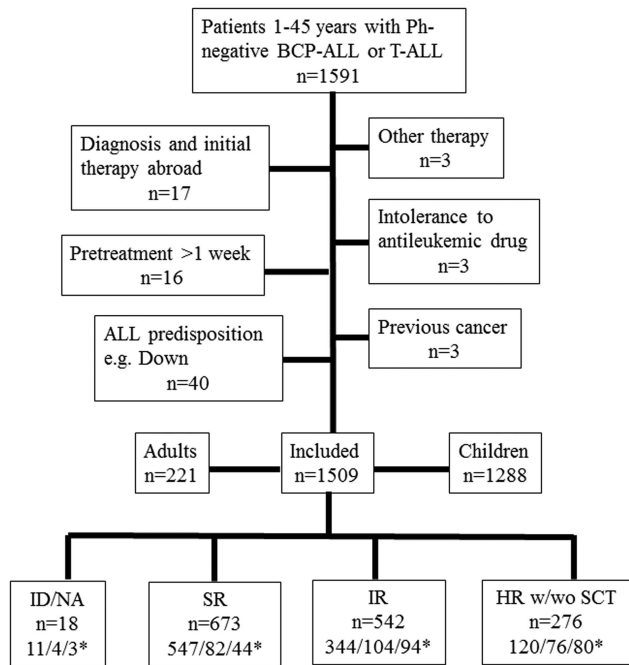 Patients 1-45 years with Ph-
negative BCP-ALL or T-ALL
n=1591
Diagnosis and initial
therapy abroad
n=17
Other therapy
n=3
Intolerance to
antileukemic drug
n=3
Pretreatment >1 week
n=16
Previous cancer
n=3
ALL predisposition
e.g. Down
n=40
Adults
n=221
Included
n=1509
Children
n=1288
ID/NA
n=18
11/4/3*
SR
n=673
547/82/44*
IR
n=542
344/104/94*
HR w/wo SCT
n=276
120/76/80*